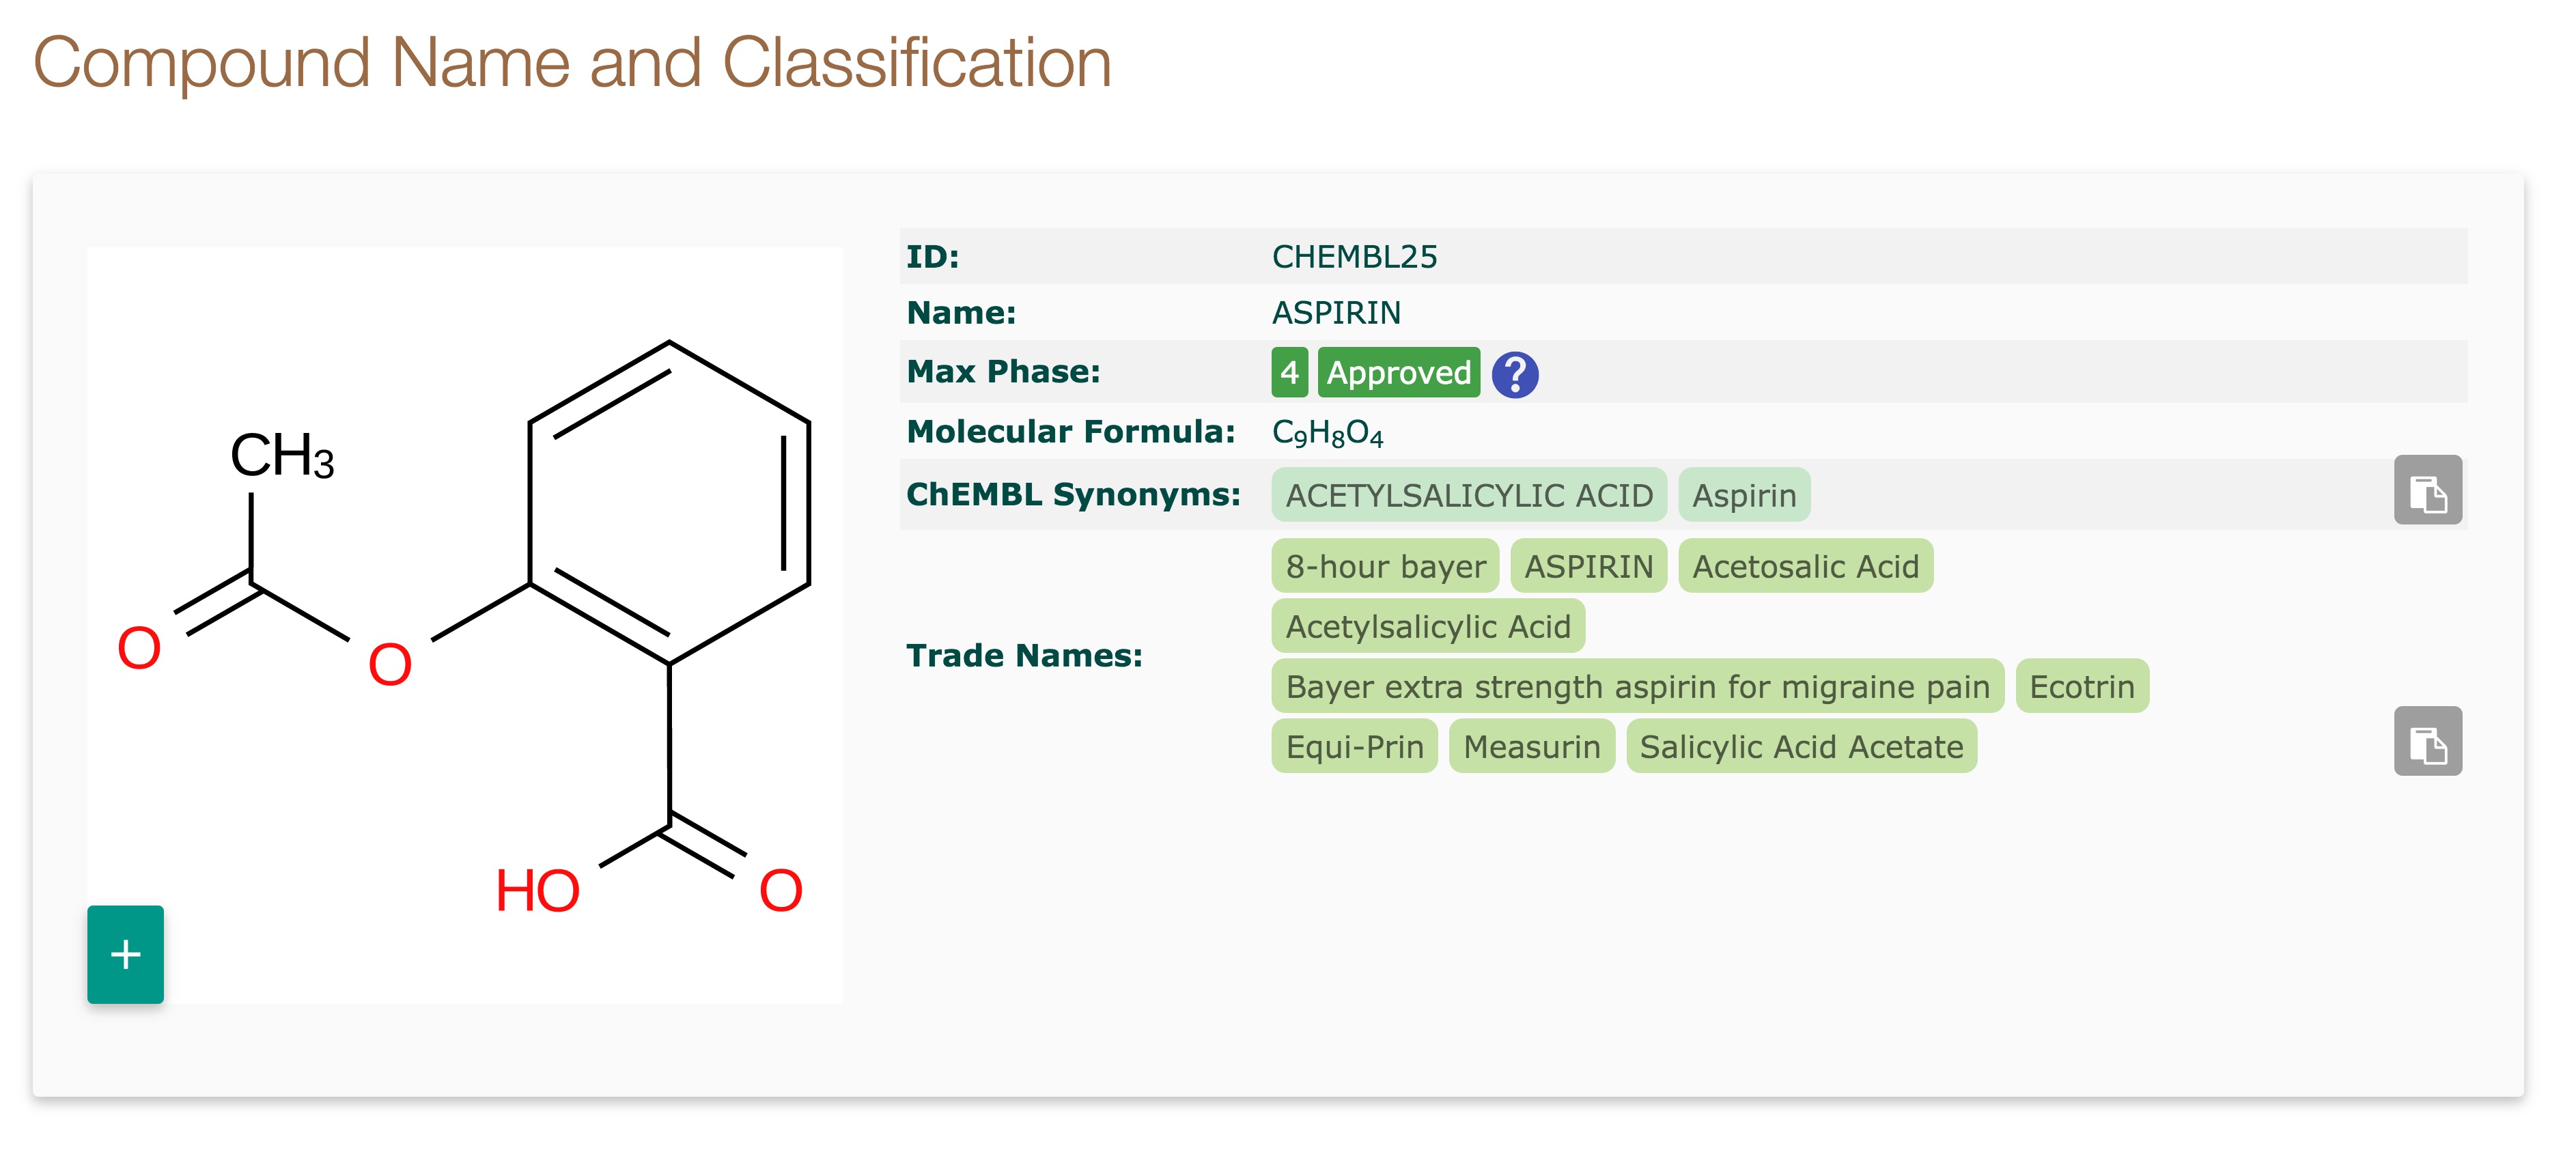 Compound Name and Classification
CH3
O
O
HO
O
+
ID: CHEMBL25
Name: ASPIRIN
Max Phase: 4 Approved ?
Molecular Formula: C9H8O4
ChEMBL Synonyms: ACETYLSALICYLIC ACID Aspirin
Trade Names:
8-hour bayer ASPIRIN Acetosalic Acid
Acetylsalicylic Acid
Bayer extra strength aspirin for migraine pain Ecotrin
Equi-Prin Measurin Salicylic Acid Acetate